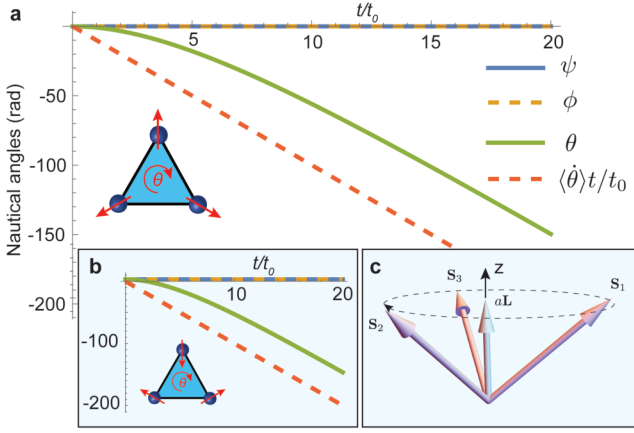 a
t/t₀
5
10
15
20
Nautical angles (rad)
-50
-100
-150
-200
ψ
ϕ
θ
⟨θ̇⟩t/t₀
θ
b
t/t₀
10
20
-100
-200
θ
c
z
S₁
S₂
S₃
aL